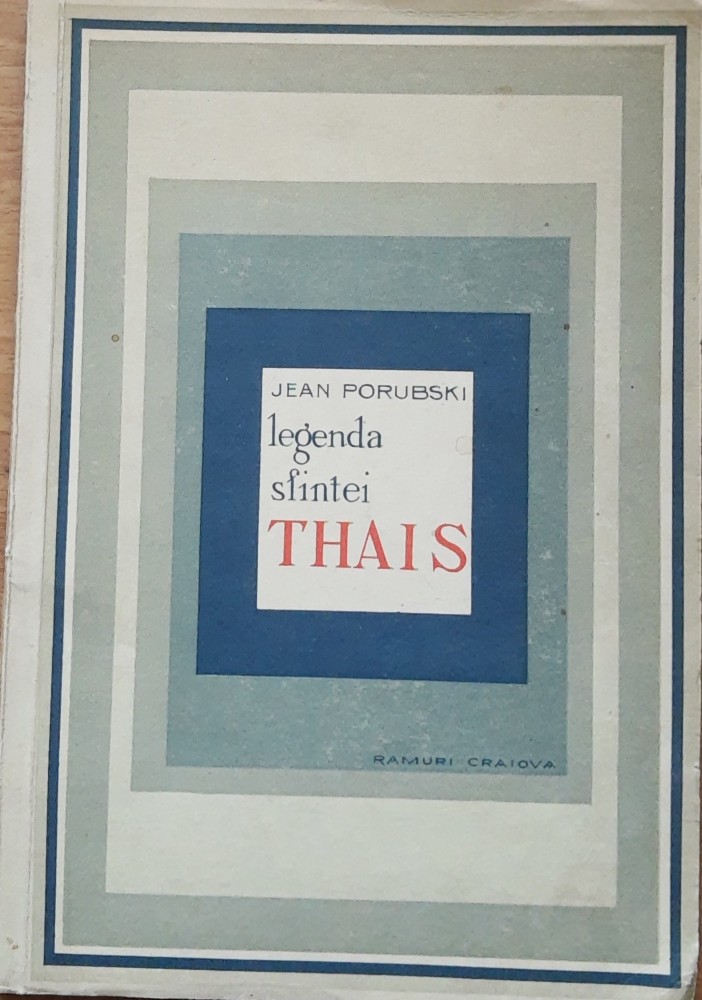 JEAN PORUBSKI
legenda
sfintei
THAIS
RAMURI CRAIOVA